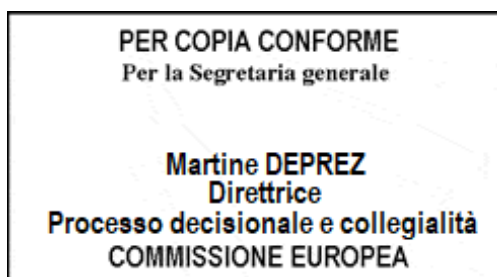 PER COPIA CONFORME
Per la Segretaria generale
Martine DEPREZ
Direttrice
Processo decisionale e collegialità
COMMISSIONE EUROPEA